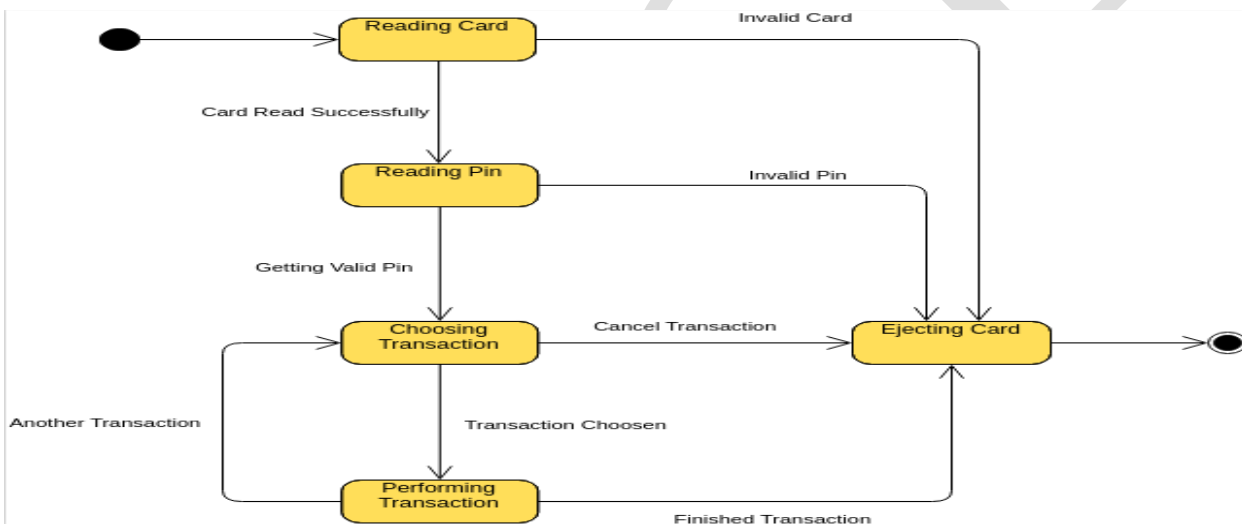 Invalid Card
Reading Card
Card Read Successfully
Reading Pin
Invalid Pin
Getting Valid Pin
Choosing
Transaction
Cancel Transaction
Ejecting Card
Another Transaction
Transaction Choosen
Performing
Transaction
Finished Transaction